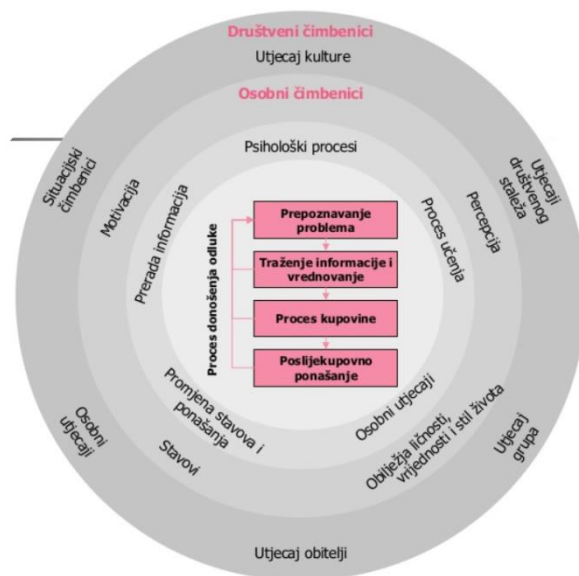 Društveni čimbenici
Utjecaj kulture
Osobni čimbenici
Psihološki procesi
Situacijski
čimbenici
Motivacija
Prerada informacija
Proces učenja
Percepcija
Utjecaji
društvenog
staleža
Proces donošenja odluke
Prepoznavanje
problema
Traženje informacije i
vrednovanje
Proces kupovine
Poslijekupovno
ponašanje
Promjena stavova i
ponašanja
Osobni utjecaji
Stavovi
Obilježja ličnosti,
vrijednosti i stil života
Osobni
utjecaji
Utjecaj
grupa
Utjecaj obitelji